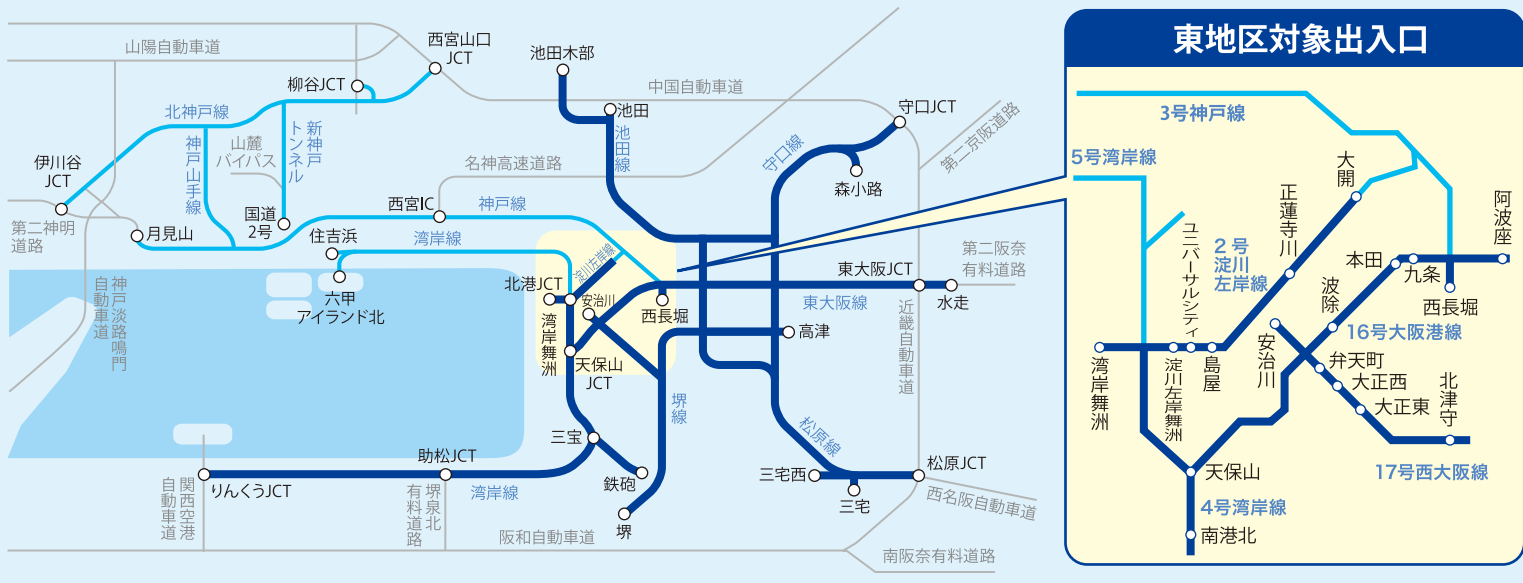 山陽自動車道
西宮山口
JCT
柳谷JCT
北神戸線
新神戸
トンネル
山麓
バイパス
神戸山手線
伊川谷
JCT
第二神明
道路
月見山
国道
2号
住吉浜
六甲
アイランド北
神戸淡路鳴門
自動車道
西宮IC
神戸線
湾岸線
名神高速道路
池田木部
池田
池田線
中国自動車道
守口JCT
守口線
森小路
第二京阪道路
淀川左岸線
北港JCT
安治川
湾岸舞洲
西長堀
天保山
JCT
東大阪JCT
東大阪線
水走
第二阪奈
有料道路
近畿自動車道
高津
堺線
三宝
鉄砲
堺
松原線
三宅西
三宅
松原JCT
西名阪自動車道
南阪奈有料道路
阪和自動車道
助松JCT
湾岸線
りんくうJCT
関西空港
自動車道
堺泉北
有料道路
東地区対象出入口
3号神戸線
5号湾岸線
ユニバーサルシティ
2号
淀川
左岸線
正蓮寺川
大開
阿波座
本田
九条
西長堀
波除
16号大阪港線
安治川
弁天町
大正西
大正東
北津守
17号西大阪線
湾岸舞洲
淀川左岸舞洲
島屋
天保山
4号湾岸線
南港北